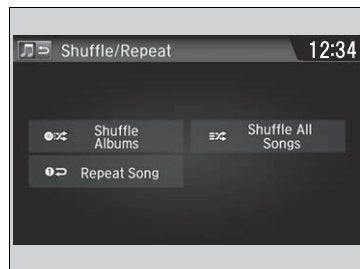 Shuffle/Repeat 12:34
Shuffle
Albums
Shuffle All
Songs
Repeat Song